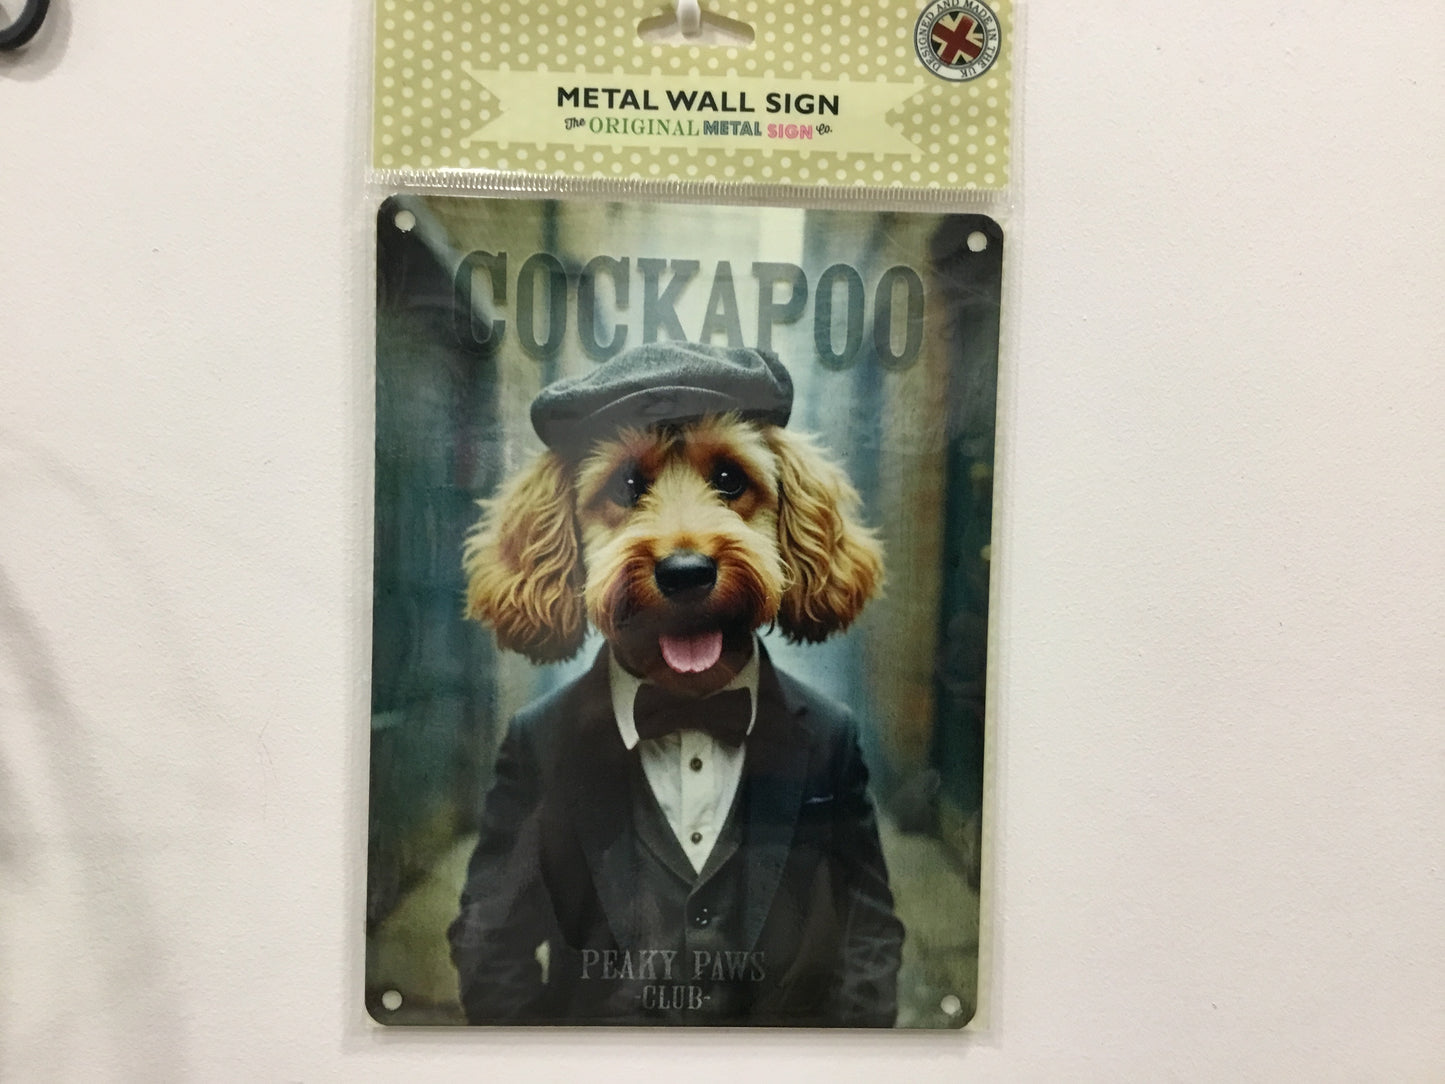 DESIGNED AND MADE IN THE UK
METAL WALL SIGN
The ORIGINAL METAL SIGN Co.
COCKAPOO
PEAKY PAWS
-CLUB-